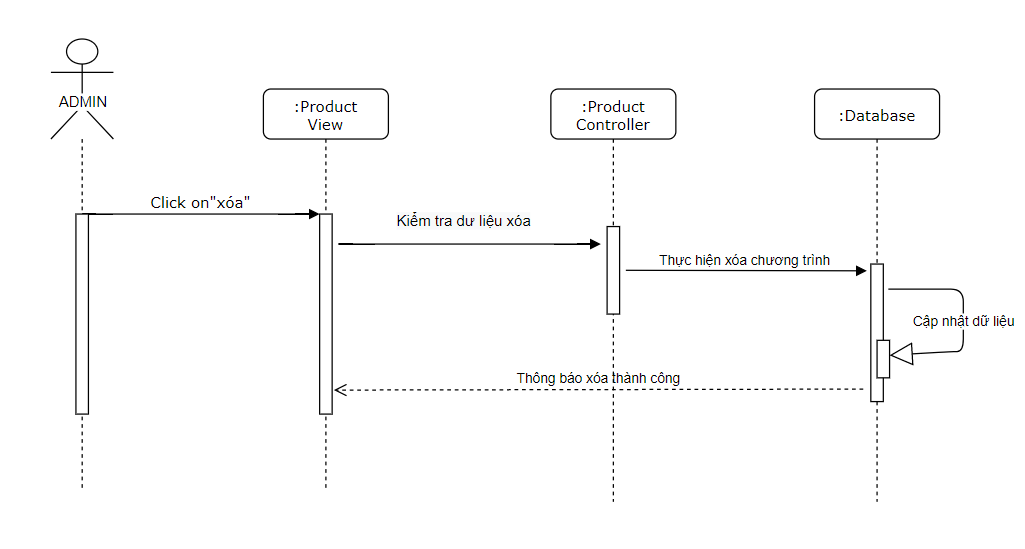 ADMIN
:Product
View
:Product
Controller
:Database
Click on"xóa"
Kiểm tra dư liệu xóa
Thực hiện xóa chương trình
Cập nhật dữ liệu
Thông báo xóa thành công